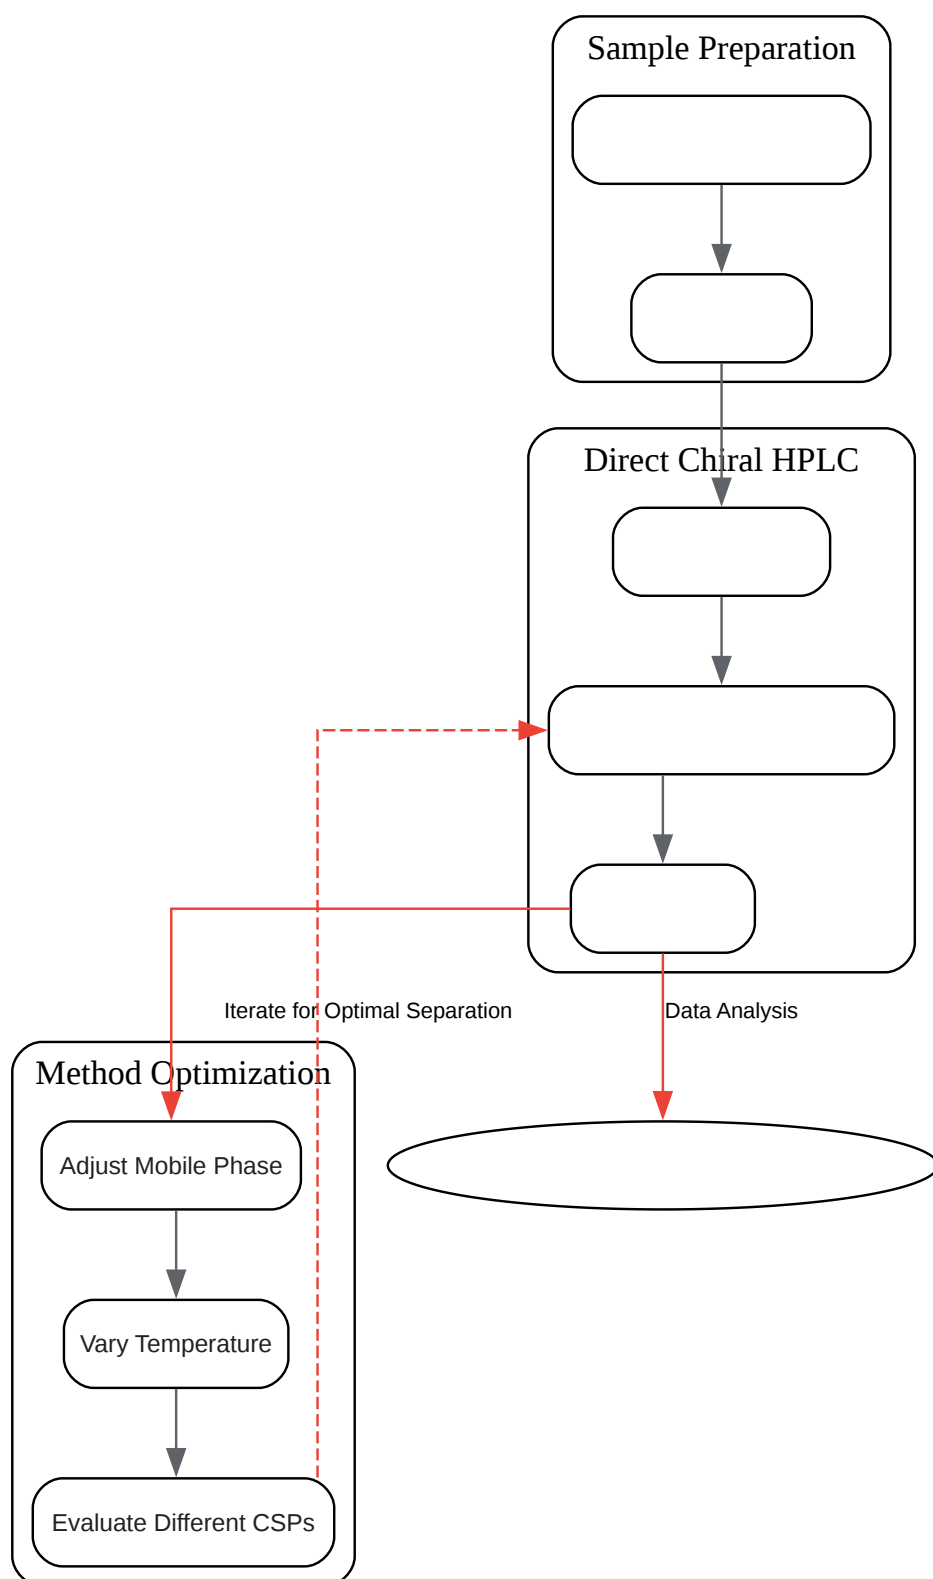 Sample Preparation
Direct Chiral HPLC
Iterate for Optimal Separation
Data Analysis
Method Optimization
Adjust Mobile Phase
Vary Temperature
Evaluate Different CSPs